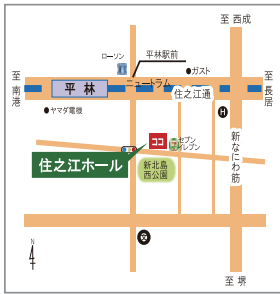 至西成
ローソン
平林駅前
ガスト
ニュートラム
至南港
平林
住之江通
至長居
ヤマダ電機
H
新なにわ筋
ココ
セブン
イレブン
住之江ホール
新北島
西公園
N
至堺